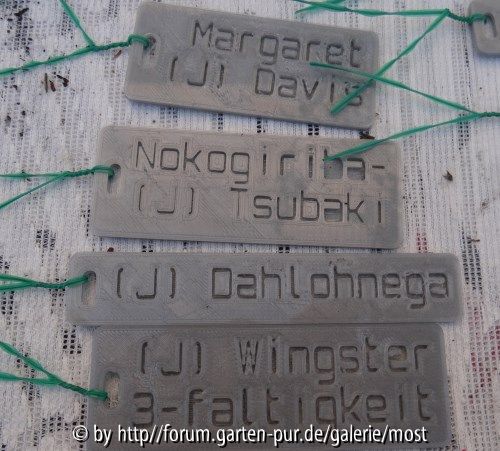 Margaret
(J) Davis
Nokogiriba-
(J) Tsubaki
(J) Dahlohnega
(J) Wingster
3-faltigkeit
© by http://forum.garten-pur.de/galerie/most